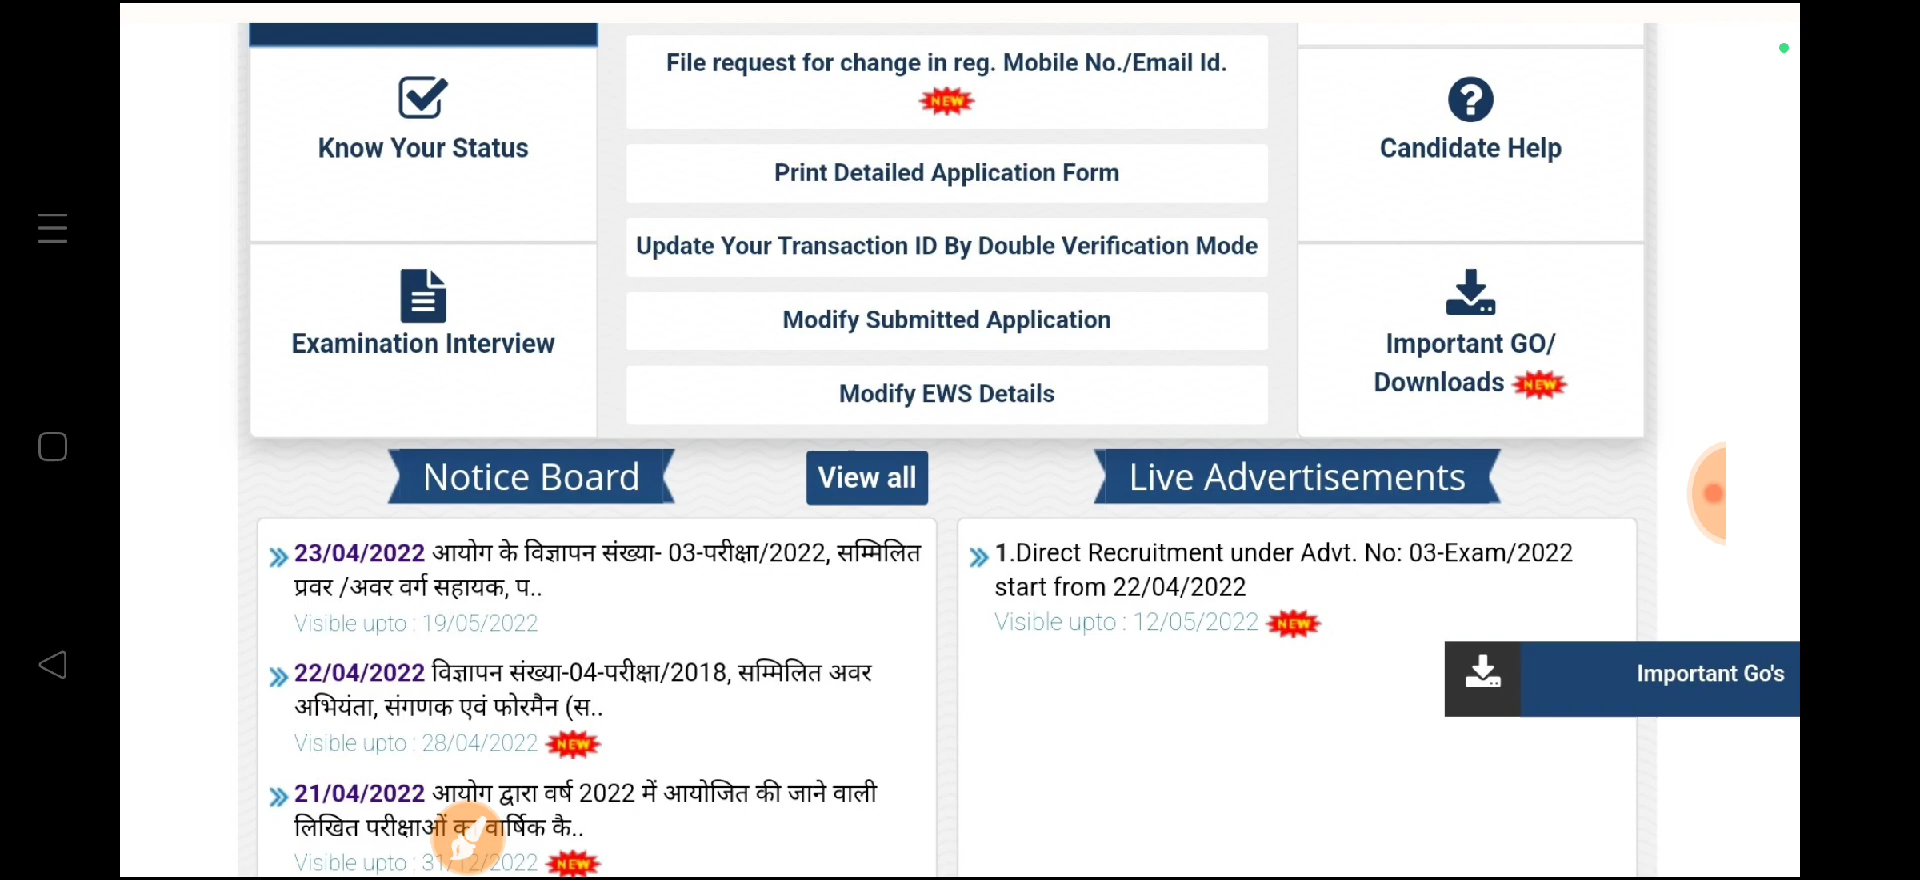 File request for change in reg. Mobile No./Email Id.
NEW
Know Your Status
Candidate Help
Print Detailed Application Form
Update Your Transaction ID By Double Verification Mode
Modify Submitted Application
Examination Interview
Important GO/
Downloads NEW
Modify EWS Details
Notice Board
View all
Live Advertisements
23/04/2022 आयोग के विज्ञापन संख्या- 03-परीक्षा/2022, सम्मिलित
प्रवर /अवर वर्ग सहायक, प..
Visible upto : 19/05/2022
22/04/2022 विज्ञापन संख्या-04-परीक्षा/2018, सम्मिलित अवर
अभियंता, संगणक एवं फोरमैन (स..
Visible upto : 28/04/2022 NEW
21/04/2022 आयोग द्वारा वर्ष 2022 में आयोजित की जाने वाली
लिखित परीक्षाओं का वार्षिक कै..
Visible upto : 31/12/2022 NEW
1.Direct Recruitment under Advt. No: 03-Exam/2022
start from 22/04/2022
Visible upto : 12/05/2022 NEW
Important Go's